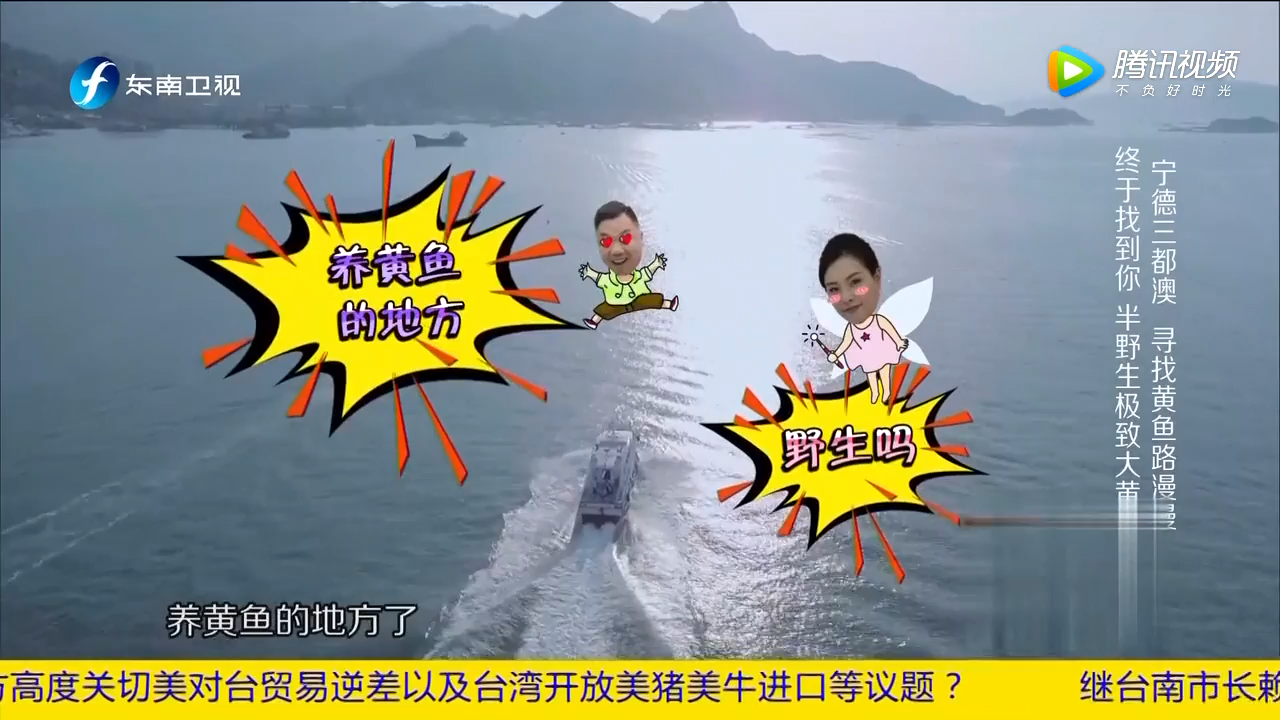 东南卫视
腾讯视频
不负好时光
宁德三都澳 寻找黄鱼路漫
终于找到你 半野生极致大黄
养黄鱼
的地方
野生吗
养黄鱼的地方了
方高度关切美对台贸易逆差以及台湾开放美猪美牛进口等议题？
继台南市长赖